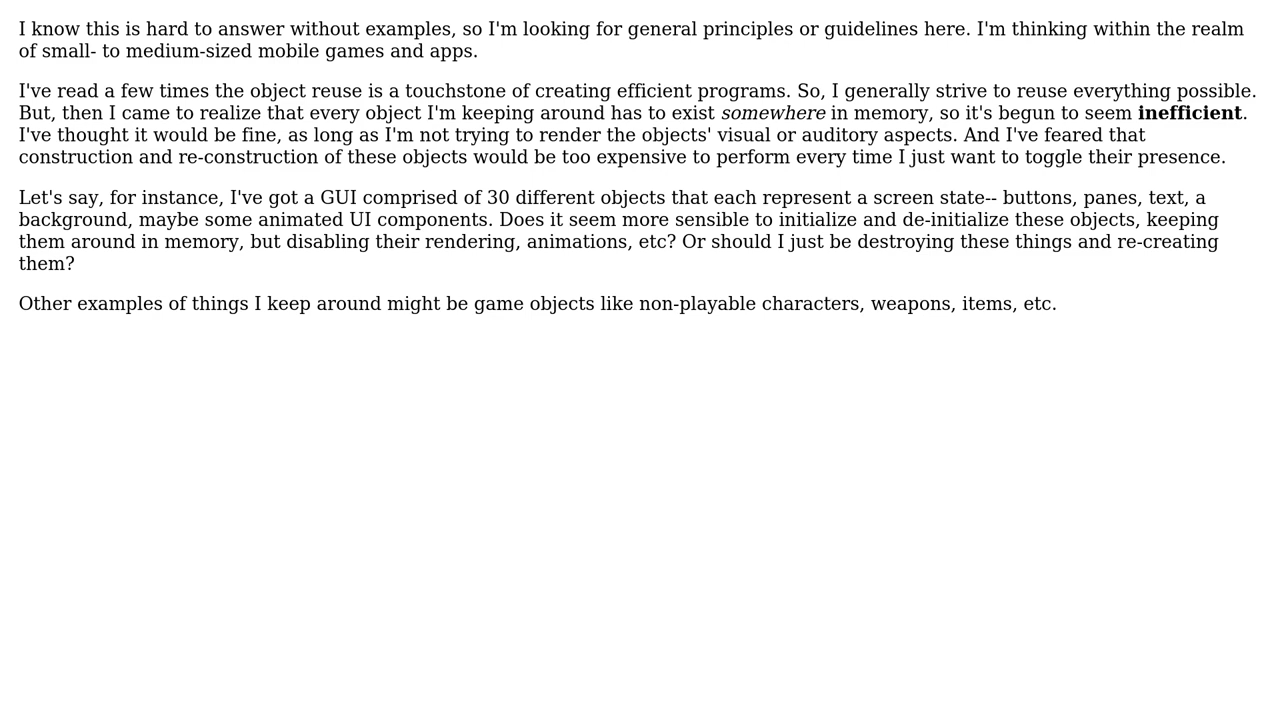 I know this is hard to answer without examples, so I'm looking for general principles or guidelines here. I'm thinking within the realm
of small- to medium-sized mobile games and apps.
I've read a few times the object reuse is a touchstone of creating efficient programs. So, I generally strive to reuse everything possible.
But, then I came to realize that every object I'm keeping around has to exist somewhere in memory, so it's begun to seem inefficient.
I've thought it would be fine, as long as I'm not trying to render the objects' visual or auditory aspects. And I've feared that
construction and re-construction of these objects would be too expensive to perform every time I just want to toggle their presence.
Let's say, for instance, I've got a GUI comprised of 30 different objects that each represent a screen state-- buttons, panes, text, a
background, maybe some animated UI components. Does it seem more sensible to initialize and de-initialize these objects, keeping
them around in memory, but disabling their rendering, animations, etc? Or should I just be destroying these things and re-creating
them?
Other examples of things I keep around might be game objects like non-playable characters, weapons, items, etc.